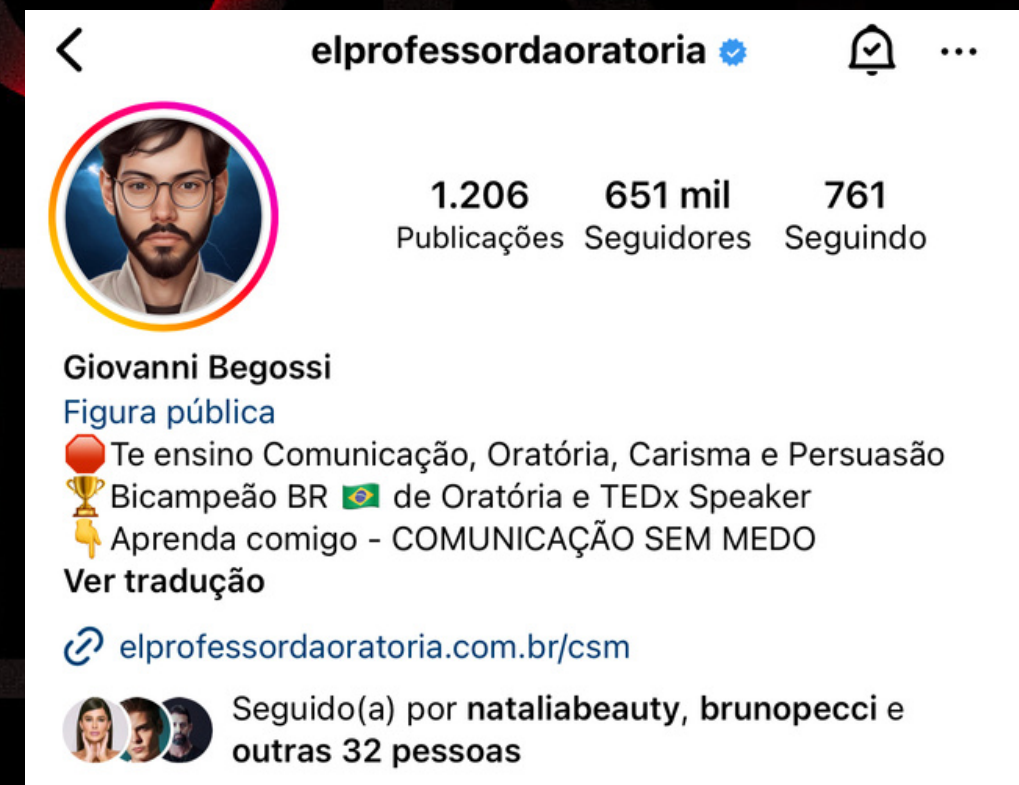 elprofessordaoratoria
1.206 651 mil 761
Publicações Seguidores Seguindo
Giovanni Begossi
Figura pública
🛑Te ensino Comunicação, Oratória, Carisma e Persuasão
🏆Bicampeão BR 🇧🇷 de Oratória e TEDx Speaker
👇Aprenda comigo - COMUNICAÇÃO SEM MEDO
Ver tradução
elprofessordaoratoria.com.br/csm
Seguido(a) por nataliabeauty, brunopecci e
outras 32 pessoas